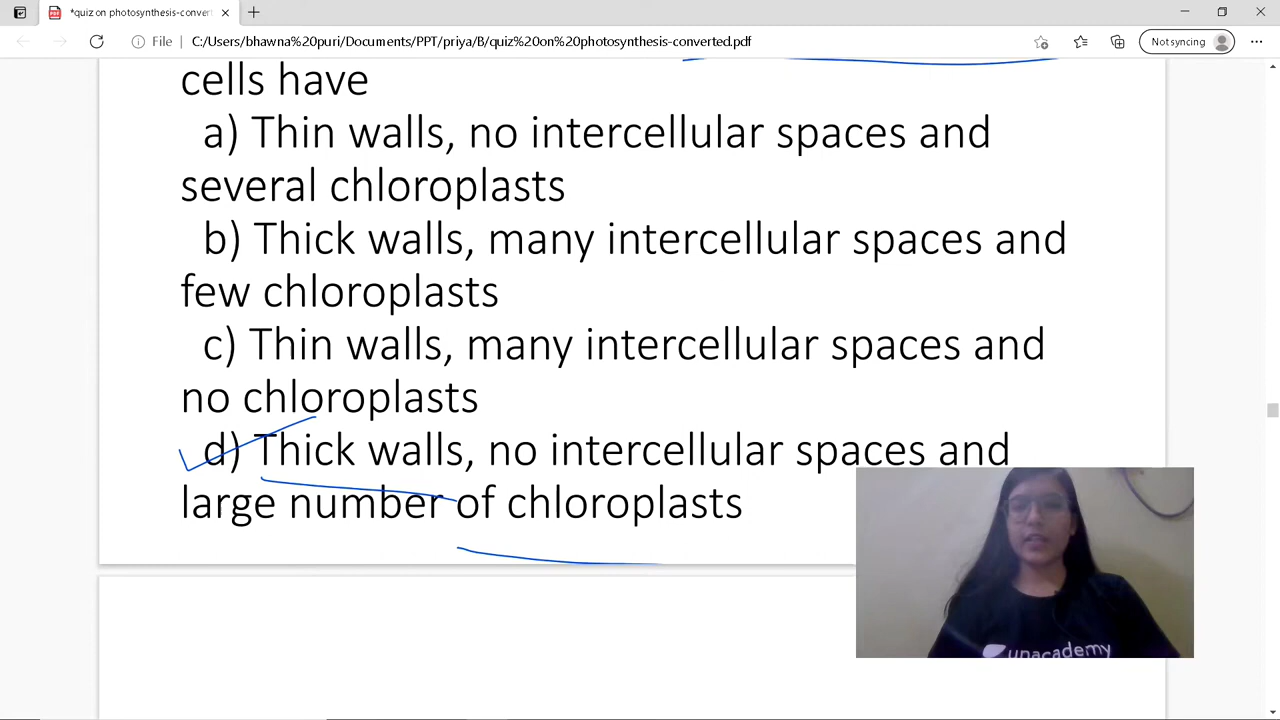 *quiz on photosynthesis-convert
File
C:/Users/bhawna%20puri/Documents/PPT/priya/B/quiz%20on%20photosynthesis-converted.pdf
Not syncing
cells have
a) Thin walls, no intercellular spaces and
several chloroplasts
b) Thick walls, many intercellular spaces and
few chloroplasts
c) Thin walls, many intercellular spaces and
no chloroplasts
d) Thick walls, no intercellular spaces and
large number of chloroplasts
unacademy